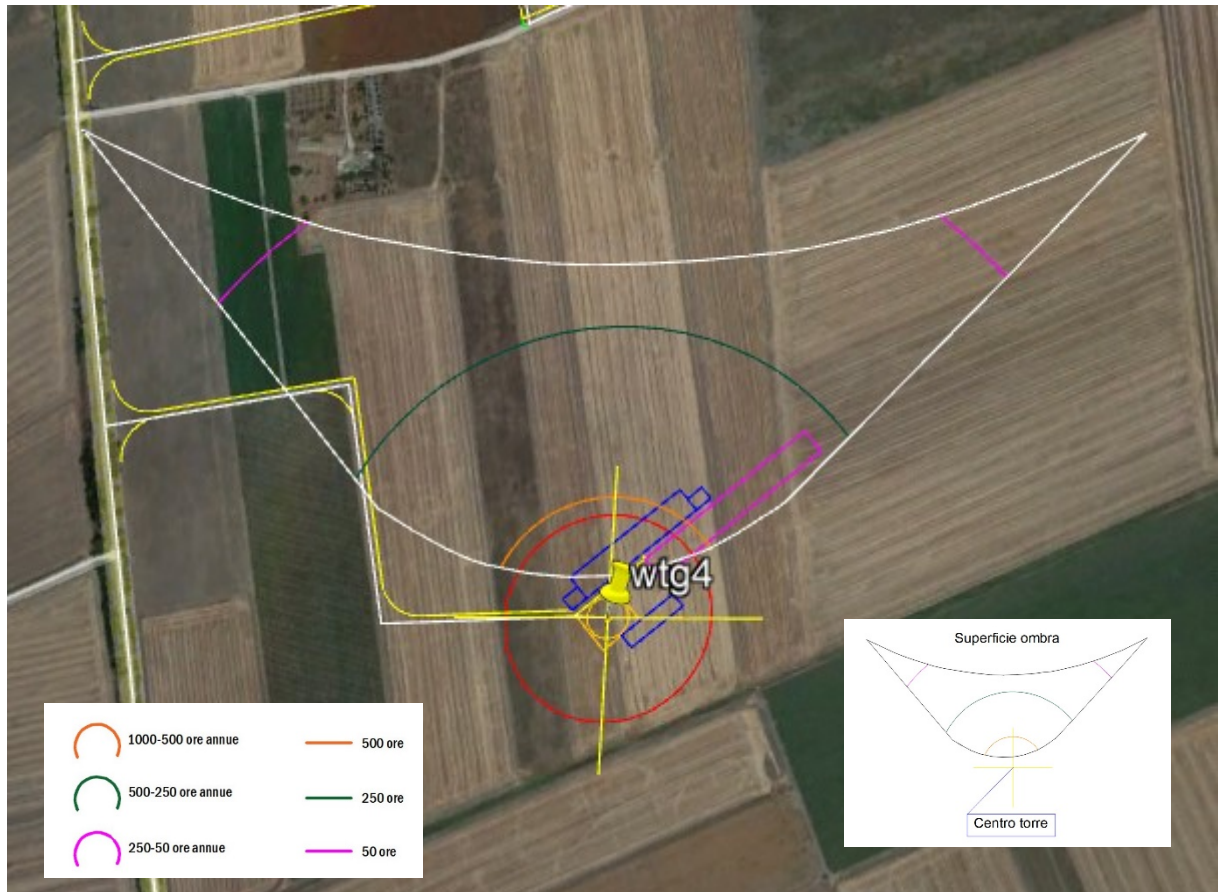 wtg4
Superficie ombra
Centro torre
1000-500 ore annue
500 ore
500-250 ore annue
250 ore
250-50 ore annue
50 ore